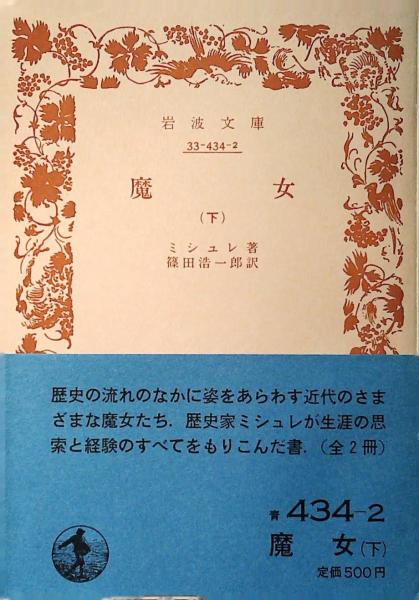 岩波文庫
33-434-2
魔女
(下)
ミシュレ著
篠田浩一郎訳
歴史の流れのなかに姿をあらわす近代のさま
ざまな魔女たち．歴史家ミシュレが生涯の思
索と経験のすべてをもりこんだ書．(全2冊)
青 434-2
魔女(下)
定価500円